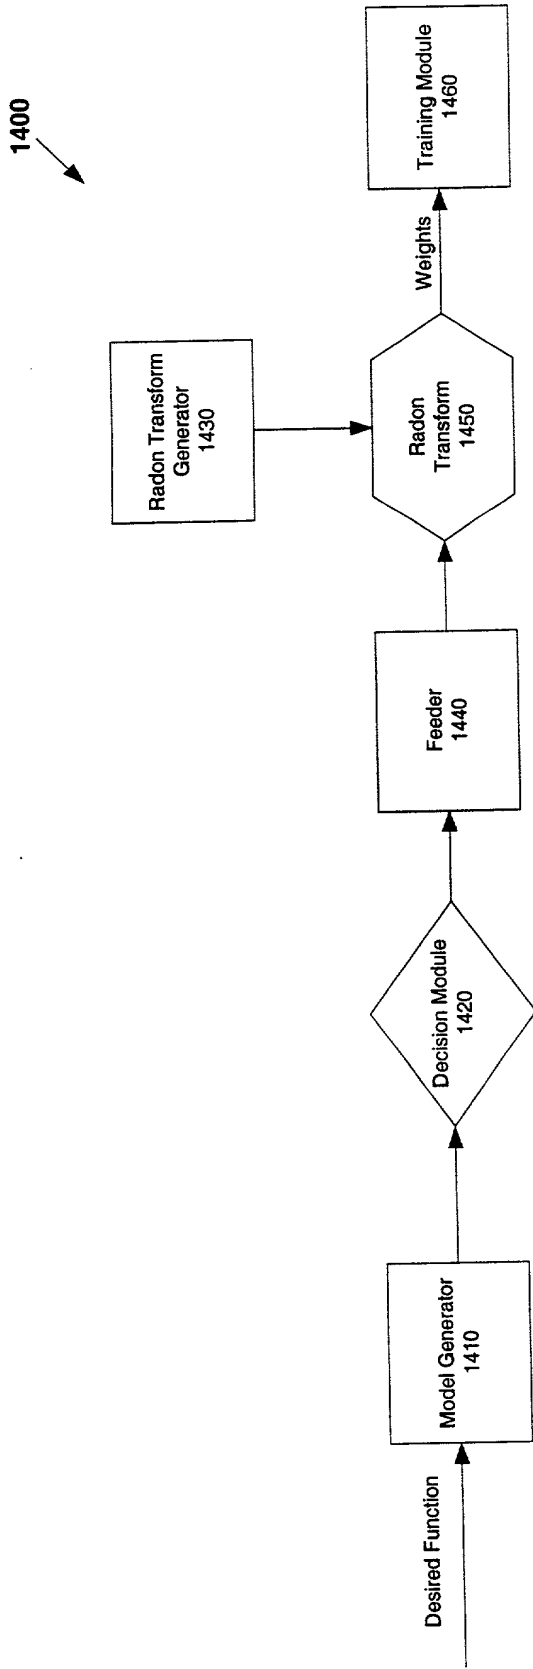 1400
Desired Function
Model Generator
1410
Decision Module
1420
Feeder
1440
Radon Transform
Generator
1430
Radon
Transform
1450
Weights
Training Module
1460